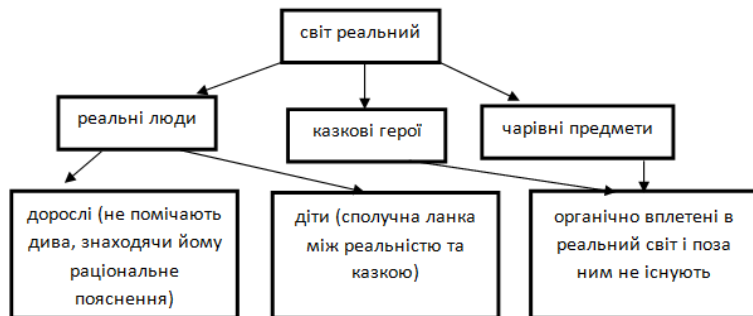 світ реальний
реальні люди
казкові герої
чарівні предмети
дорослі (не помічають
дива, знаходячи йому
раціональне
пояснення)
діти (сполучна ланка
між реальністю та
казкою)
органічно вплетені в
реальний світ і поза
ним не існують